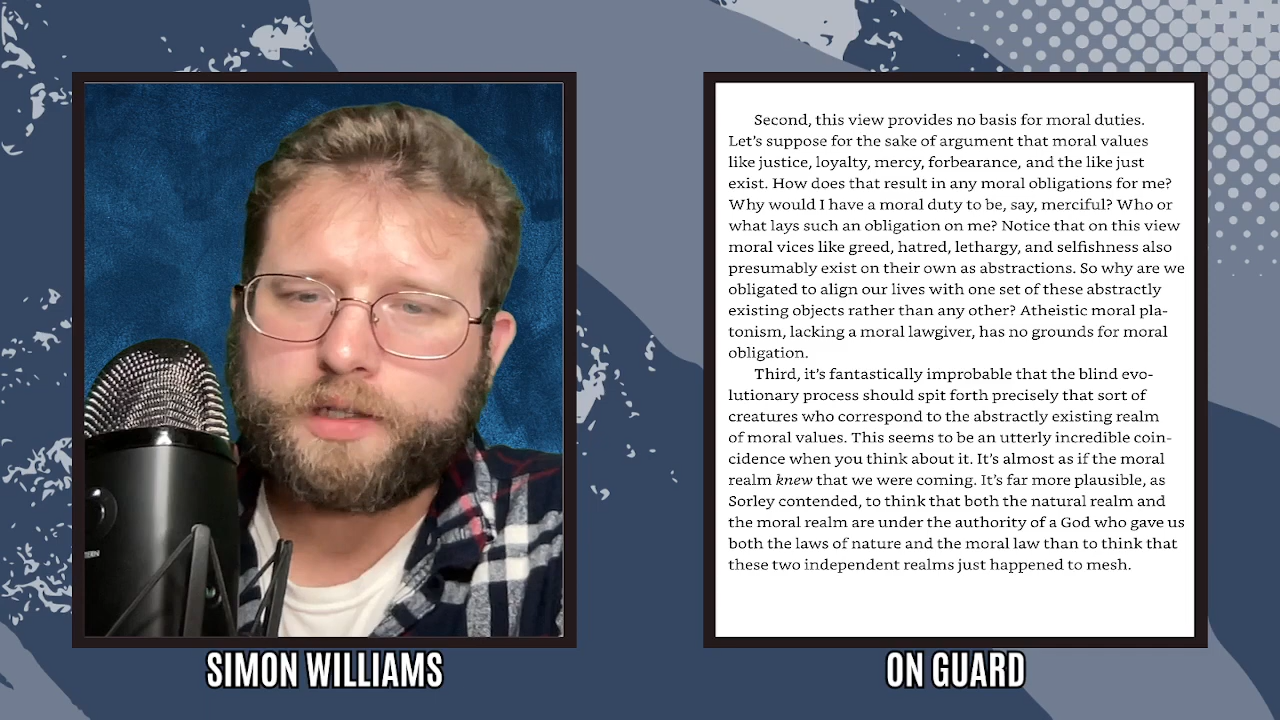 Second, this view provides no basis for moral duties.
Let's suppose for the sake of argument that moral values
like justice, loyalty, mercy, forbearance, and the like just
exist. How does that result in any moral obligations for me?
Why would I have a moral duty to be, say, merciful? Who or
what lays such an obligation on me? Notice that on this view
moral vices like greed, hatred, lethargy, and selfishness also
presumably exist on their own as abstractions. So why are we
obligated to align our lives with one set of these abstractly
existing objects rather than any other? Atheistic moral pla-
tonism, lacking a moral lawgiver, has no grounds for moral
obligation.
Third, it's fantastically improbable that the blind evo-
lutionary process should spit forth precisely that sort of
creatures who correspond to the abstractly existing realm
of moral values. This seems to be an utterly incredible coin-
cidence when you think about it. It's almost as if the moral
realm knew that we were coming. It's far more plausible, as
Sorley contended, to think that both the natural realm and
the moral realm are under the authority of a God who gave us
both the laws of nature and the moral law than to think that
these two independent realms just happened to mesh.
SIMON WILLIAMS
ON GUARD